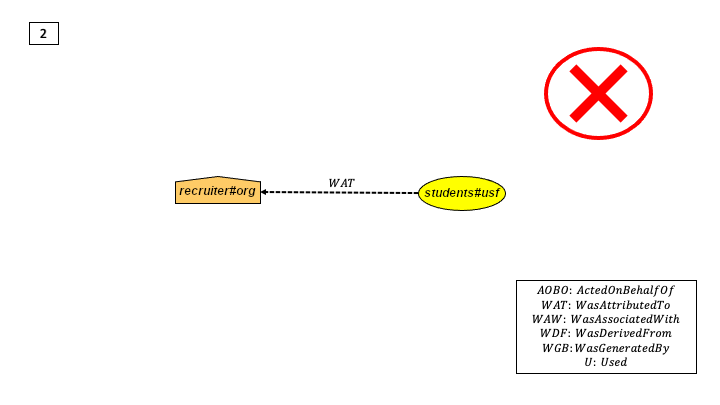 2
WAT
recruiter#org
students#usf
AOBO: ActedOnBehalfOf
WAT: WasAttributedTo
WAW: WasAssociatedWith
WDF: WasDerivedFrom
WGB:WasGeneratedBy
U: Used